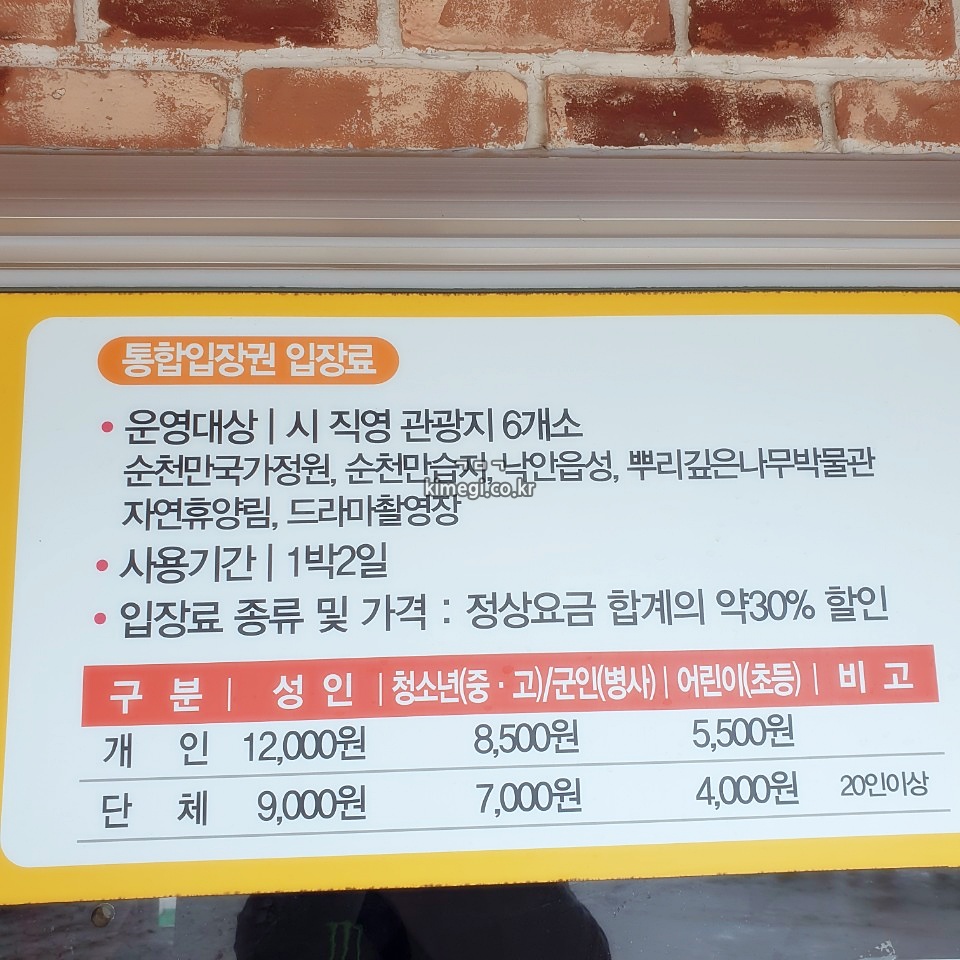 통합입장권 입장료
• 운영대상 | 시 직영 관광지 6개소
순천만국가정원, 순천만습지, 낙안읍성, 뿌리깊은나무박물관
kimegi.co.kr
자연휴양림, 드라마촬영장
• 사용기간 | 1박2일
• 입장료 종류 및 가격 : 정상요금 합계의 약30% 할인
구 분 | 성 인 | 청소년(중·고)/군인(병사) | 어린이(초등) | 비 고
개 인 12,000원 8,500원 5,500원
단 체 9,000원 7,000원 4,000원 20인이상